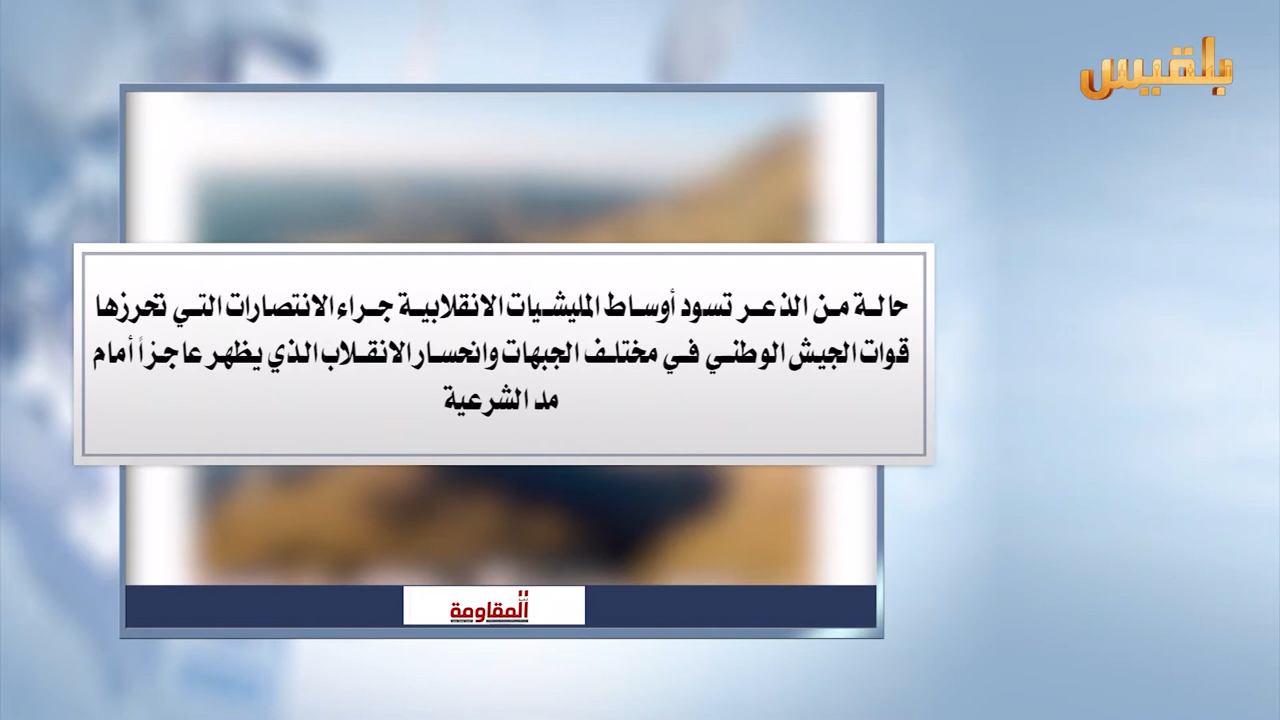 بلقيس
حالة من الذعر تسود أوساط المليشيات الانقلابية جراء الانتصارات التي تحرزها
قوات الجيش الوطني في مختلف الجبهات وانحسار الانقلاب الذي يظهر عاجزاً أمام
مد الشرعية
المقاومة